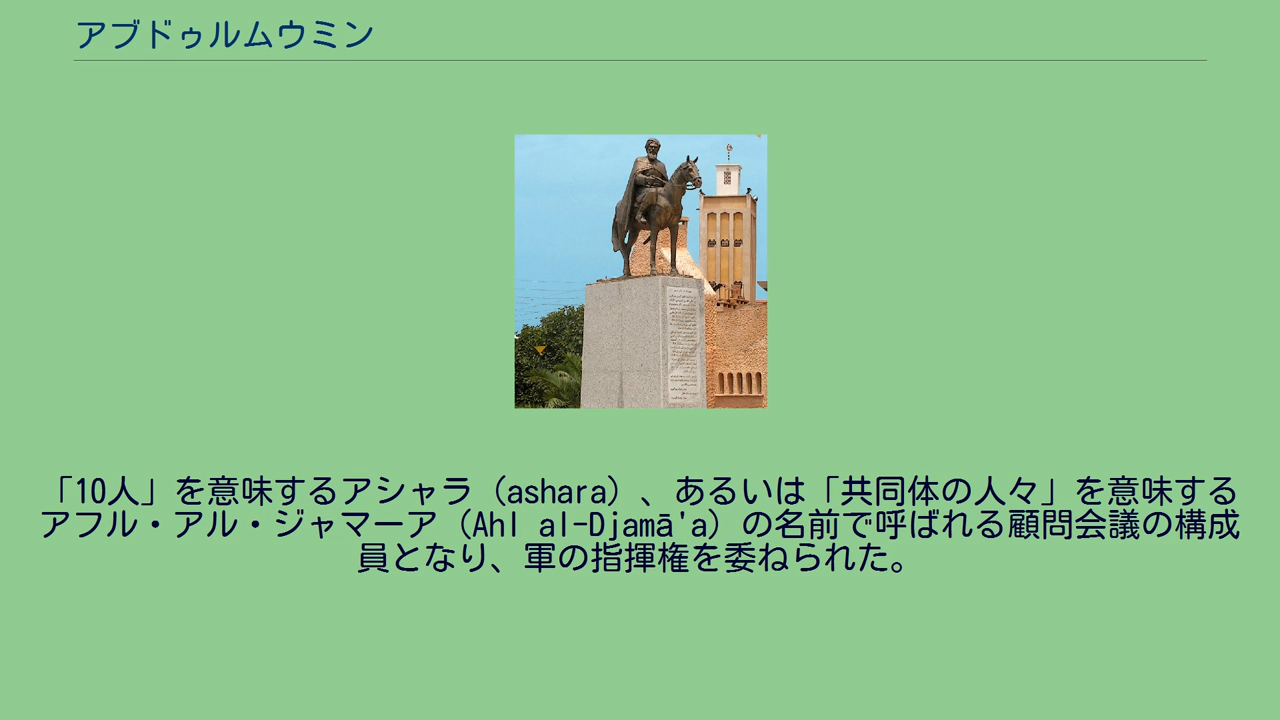 アブドゥルムウミン
「10人」を意味するアシャラ（ashara）、あるいは「共同体の人々」を意味する
アフル・アル・ジャマーア（Ahl al-Djamā'a）の名前で呼ばれる顧問会議の構成
員となり、軍の指揮権を委ねられた。